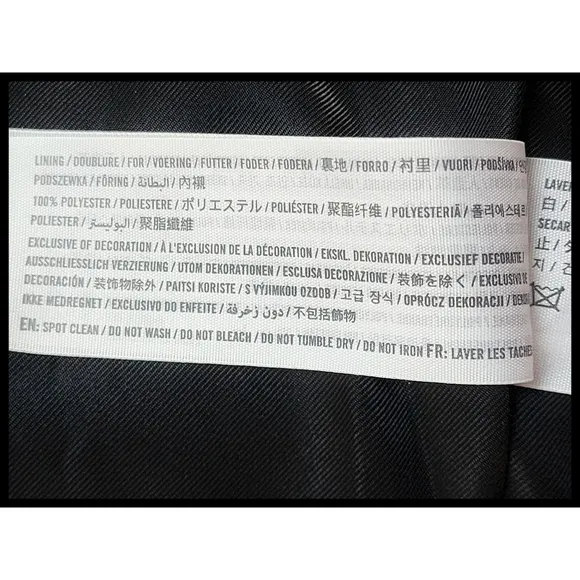 LINING / DOUBLURE / FOR / VOERING / FUTTER / FODER / FODERA / 裏地 / FORRO / 衬里 / VUORI / PODŠÍVKA /
PODSZEWKA / FÔRING / البطانة / 內襯
100% POLYESTER / POLIESTERE / ポリエステル / POLIÉSTER / 聚酯纤维 / POLYESTERIÄ / 폴리에스테르
POLIESTER / البوليستر / 聚脂纖維
EXCLUSIVE OF DECORATION / À L'EXCLUSION DE LA DÉCORATION / EKSKL. DEKORATION / EXCLUSIEF DECORATIE /
AUSSCHLIESSLICH VERZIERUNG / UTOM DEKORATIONEN / ESCLUSA DECORAZIONE / 装飾を除く / EXCLUSIVO DE
DECORACIÓN / 装饰物除外 / PAITSI KORISTE / S VÝJIMKOU OZDOB / 고급 장식 / OPRÓCZ DEKORACJI /
IKKE MEDREGNET / EXCLUSIVO DO ENFEITE / دون زخرفة / 不包括飾物
EN: SPOT CLEAN / DO NOT WASH / DO NOT BLEACH / DO NOT TUMBLE DRY / DO NOT IRON FR: LAVER LES
LAVER
白 /
SECAR
止 /
지 /